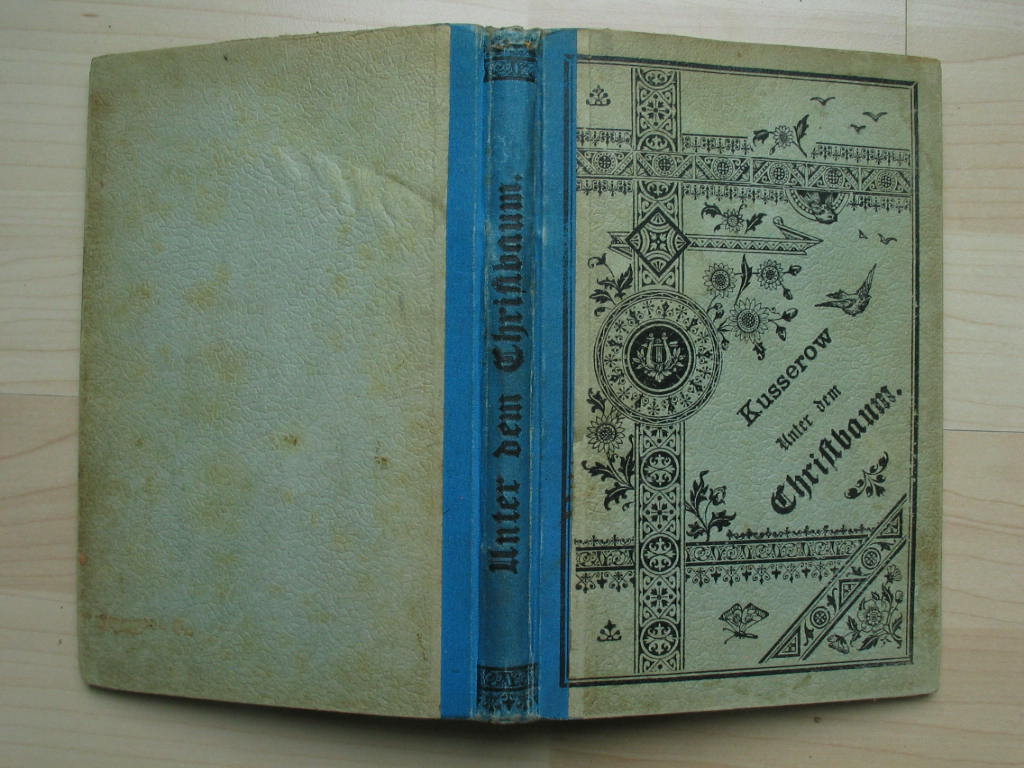 Unter dem Christbaum.
Kusserow
Unter dem
Christbaum.